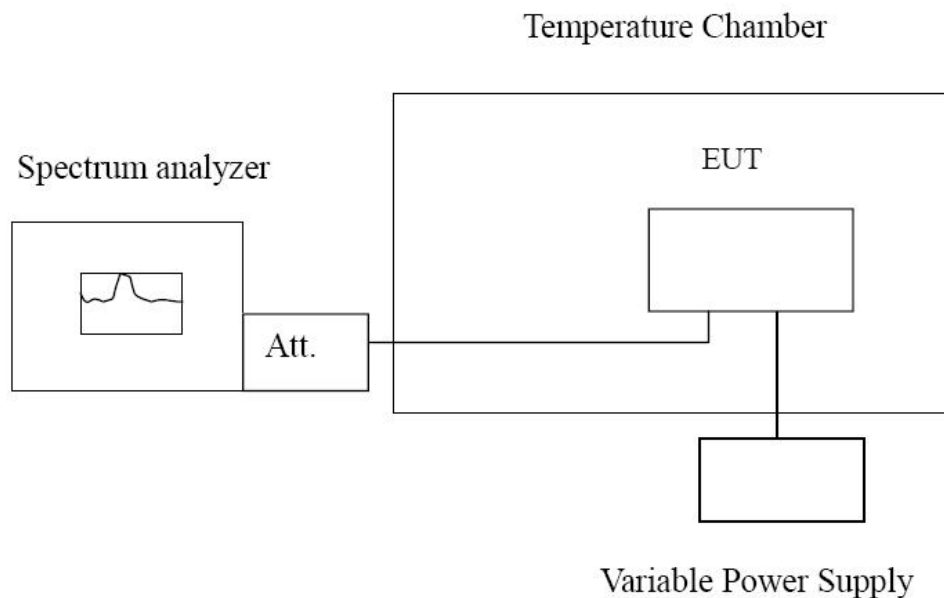 Temperature Chamber
Spectrum analyzer
EUT
Att.
Variable Power Supply